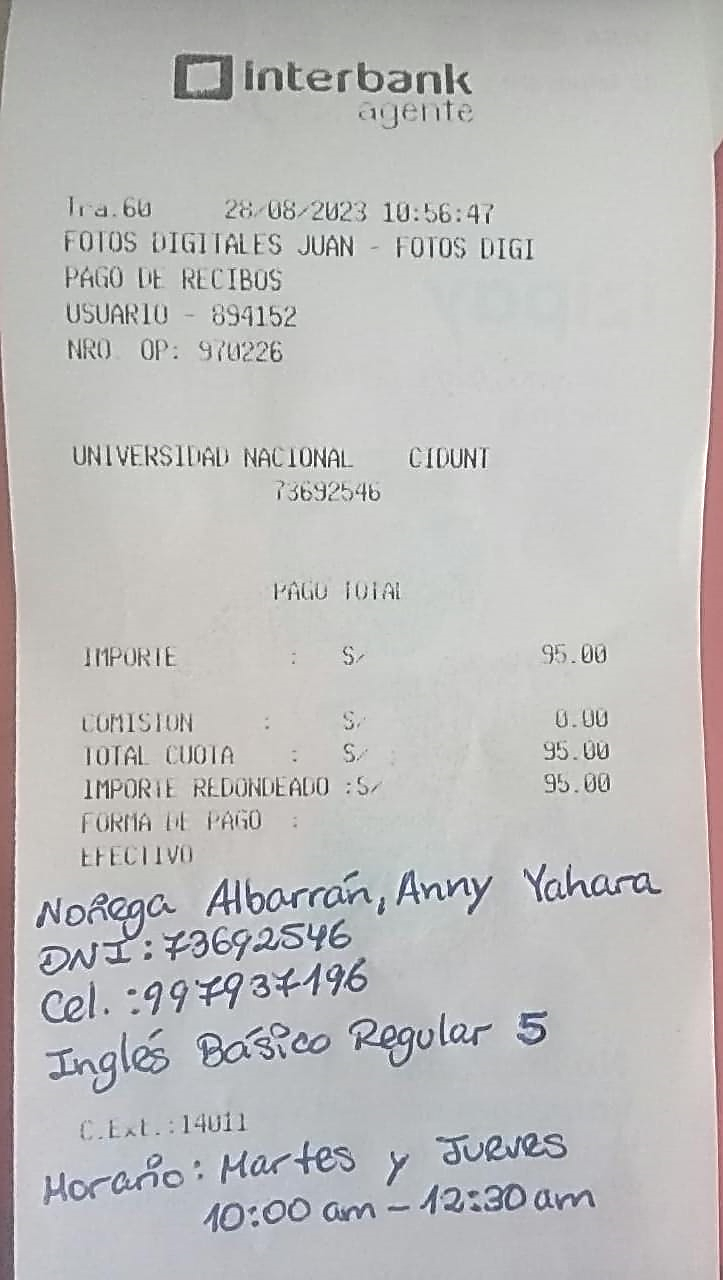 interbank
agente
Tra.60 28/08/2023 10:56:47
FOTOS DIGITALES JUAN - FOTOS DIGI
PAGO DE RECIBOS
USUARIO - 894152
NRO OP: 970226
UNIVERSIDAD NACIONAL CIDUNT
73692546
PAGO TOTAL
IMPORTE : S/ 95.00
COMISION : S/ 0.00
TOTAL CUOTA : S/ 95.00
IMPORTE REDONDEADO :S/ 95.00
FORMA DE PAGO :
EFECTIVO
Noriega Albarrán, Anny Yahara
DNI: 73692546
Cel.: 997937196
Inglés Básico Regular 5
C.Ext.:14011
Horario: Martes y Jueves
10:00 am - 12:30 am